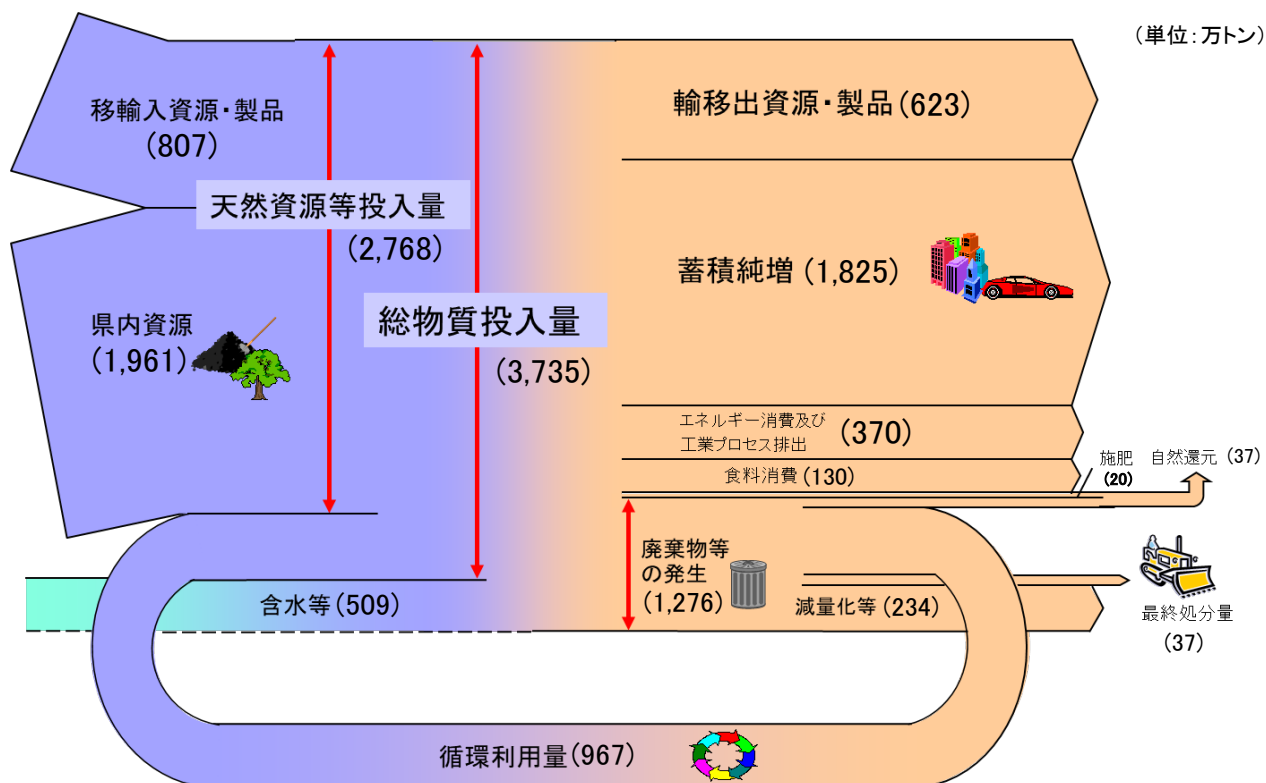 (単位:万トン)
移輸入資源・製品
(807)
輸移出資源・製品(623)
天然資源等投入量
(2,768)
蓄積純増(1,825)
県内資源
(1,961)
総物質投入量
(3,735)
エネルギー消費及び
工業プロセス排出
(370)
食料消費(130)
施肥
(20)
自然還元(37)
廃棄物等
の発生
(1,276)
含水等(509)
減量化等(234)
最終処分量
(37)
循環利用量(967)